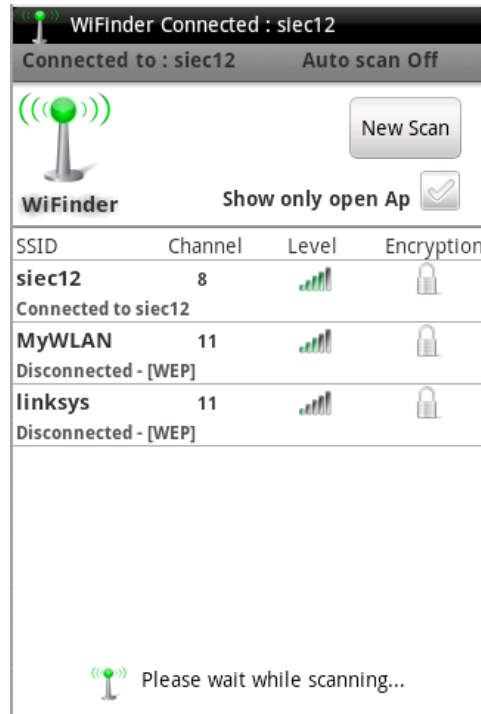 WiFinder Connected : siec12
Connected to : siec12 Auto scan Off
New Scan
WiFinder
Show only open Ap
SSID Channel Level Encryption
siec12 8
Connected to siec12
MyWLAN 11
Disconnected - [WEP]
linksys 11
Disconnected - [WEP]
Please wait while scanning...